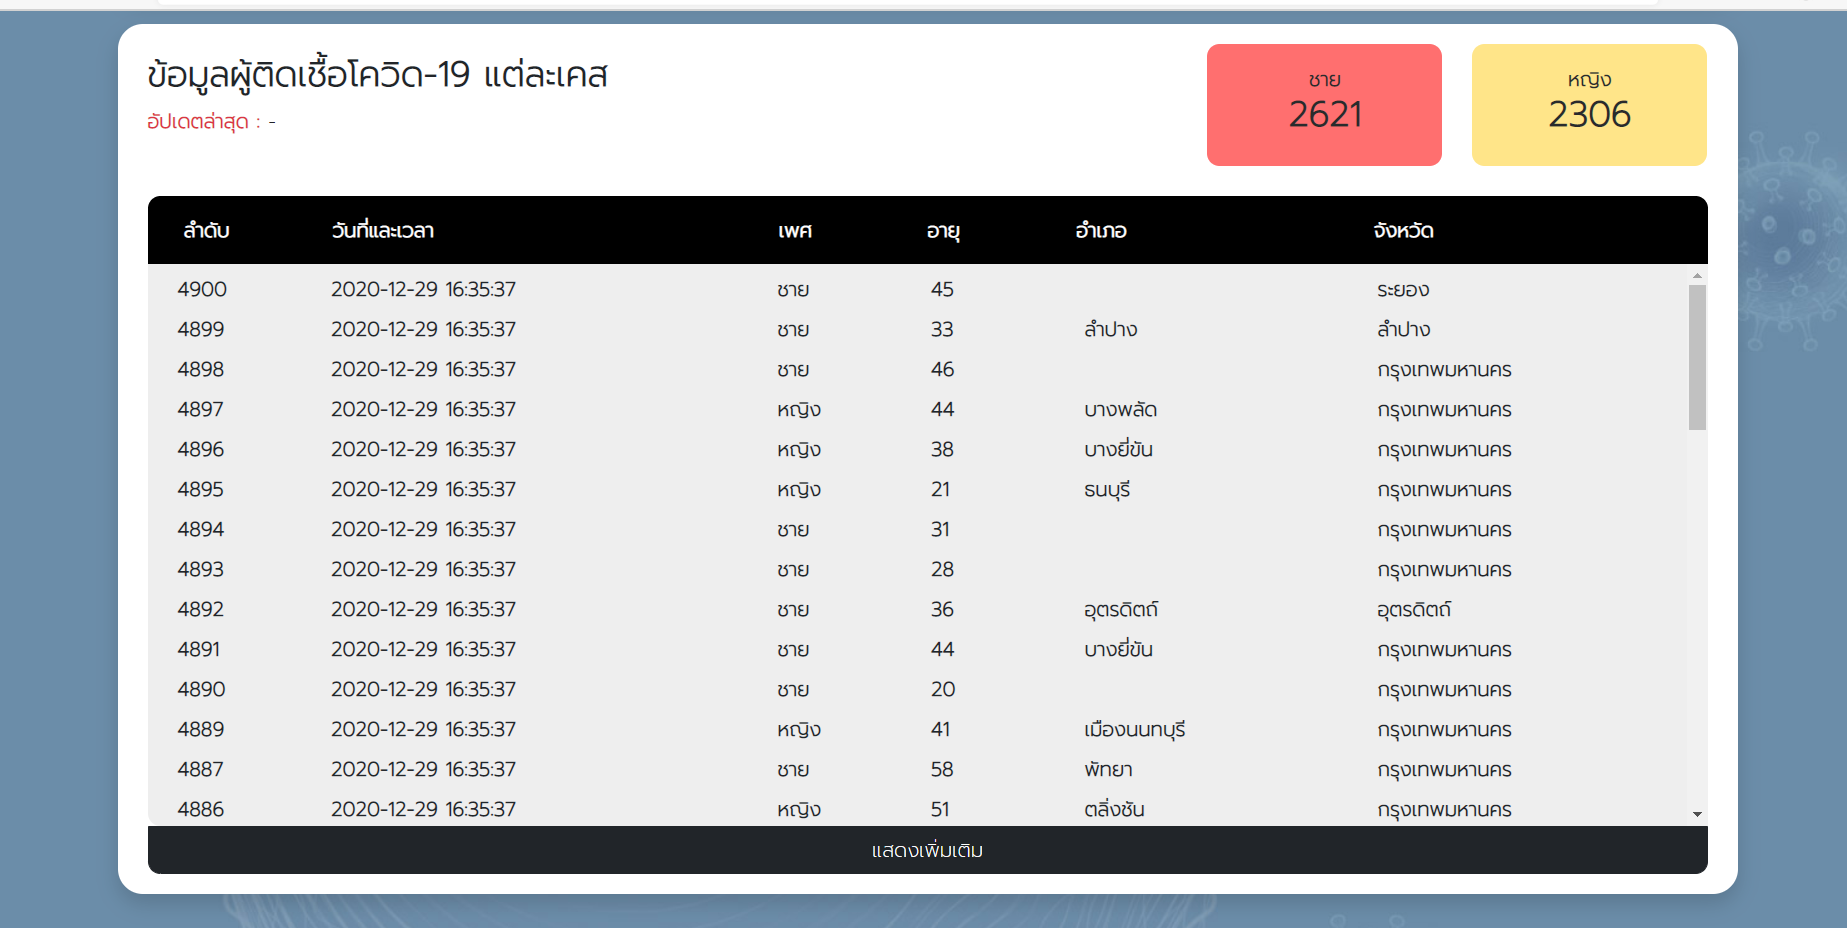 ข้อมูลผู้ติดเชื้อโควิด-19 แต่ละเคส
อัปเดตล่าสุด : -
ชาย
2621
หญิง
2306
ลำดับ วันที่และเวลา เพศ อายุ อำเภอ จังหวัด
4900 2020-12-29 16:35:37 ชาย 45 ระยอง
4899 2020-12-29 16:35:37 ชาย 33 ลำปาง ลำปาง
4898 2020-12-29 16:35:37 ชาย 46 กรุงเทพมหานคร
4897 2020-12-29 16:35:37 หญิง 44 บางพลัด กรุงเทพมหานคร
4896 2020-12-29 16:35:37 หญิง 38 บางยี่ขัน กรุงเทพมหานคร
4895 2020-12-29 16:35:37 หญิง 21 ธนบุรี กรุงเทพมหานคร
4894 2020-12-29 16:35:37 ชาย 31 กรุงเทพมหานคร
4893 2020-12-29 16:35:37 ชาย 28 กรุงเทพมหานคร
4892 2020-12-29 16:35:37 ชาย 36 อุตรดิตถ์ อุตรดิตถ์
4891 2020-12-29 16:35:37 ชาย 44 บางยี่ขัน กรุงเทพมหานคร
4890 2020-12-29 16:35:37 ชาย 20 กรุงเทพมหานคร
4889 2020-12-29 16:35:37 หญิง 41 เมืองนนทบุรี กรุงเทพมหานคร
4887 2020-12-29 16:35:37 ชาย 58 พัทยา กรุงเทพมหานคร
4886 2020-12-29 16:35:37 หญิง 51 ตลิ่งชัน กรุงเทพมหานคร
แสดงเพิ่มเติม